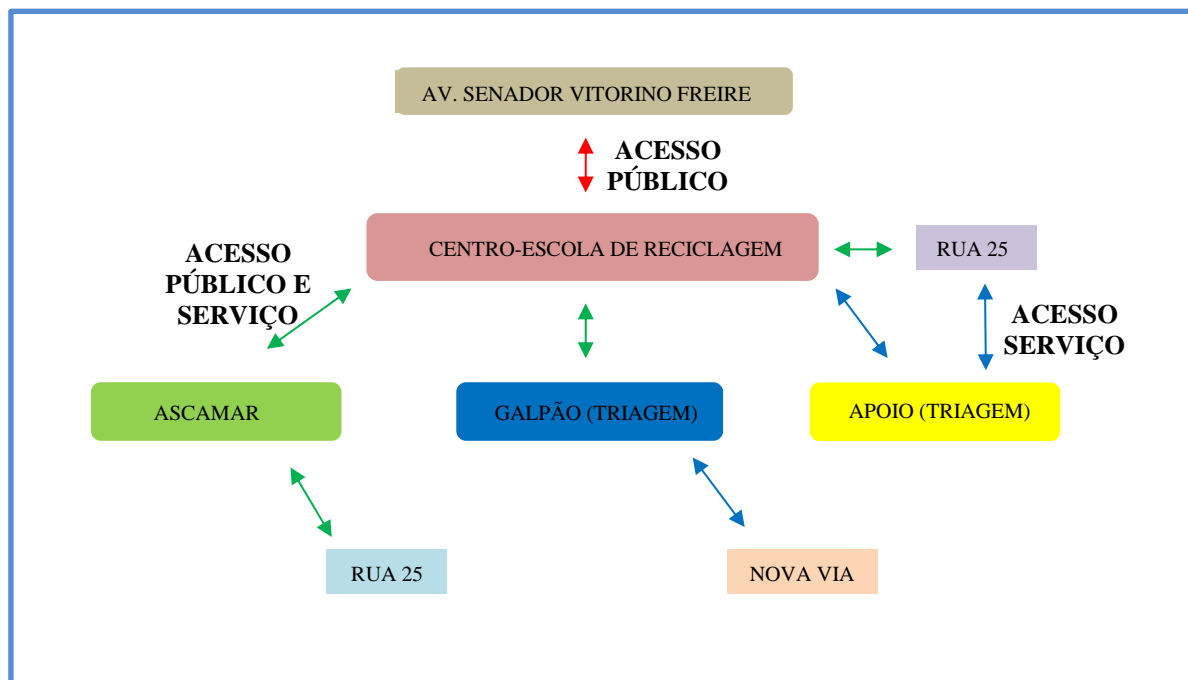 AV. SENADOR VITORINO FREIRE
ACESSO
PÚBLICO
CENTRO-ESCOLA DE RECICLAGEM
RUA 25
ACESSO
PÚBLICO E
SERVIÇO
ACESSO
SERVIÇO
ASCAMAR
GALPÃO (TRIAGEM)
APOIO (TRIAGEM)
RUA 25
NOVA VIA